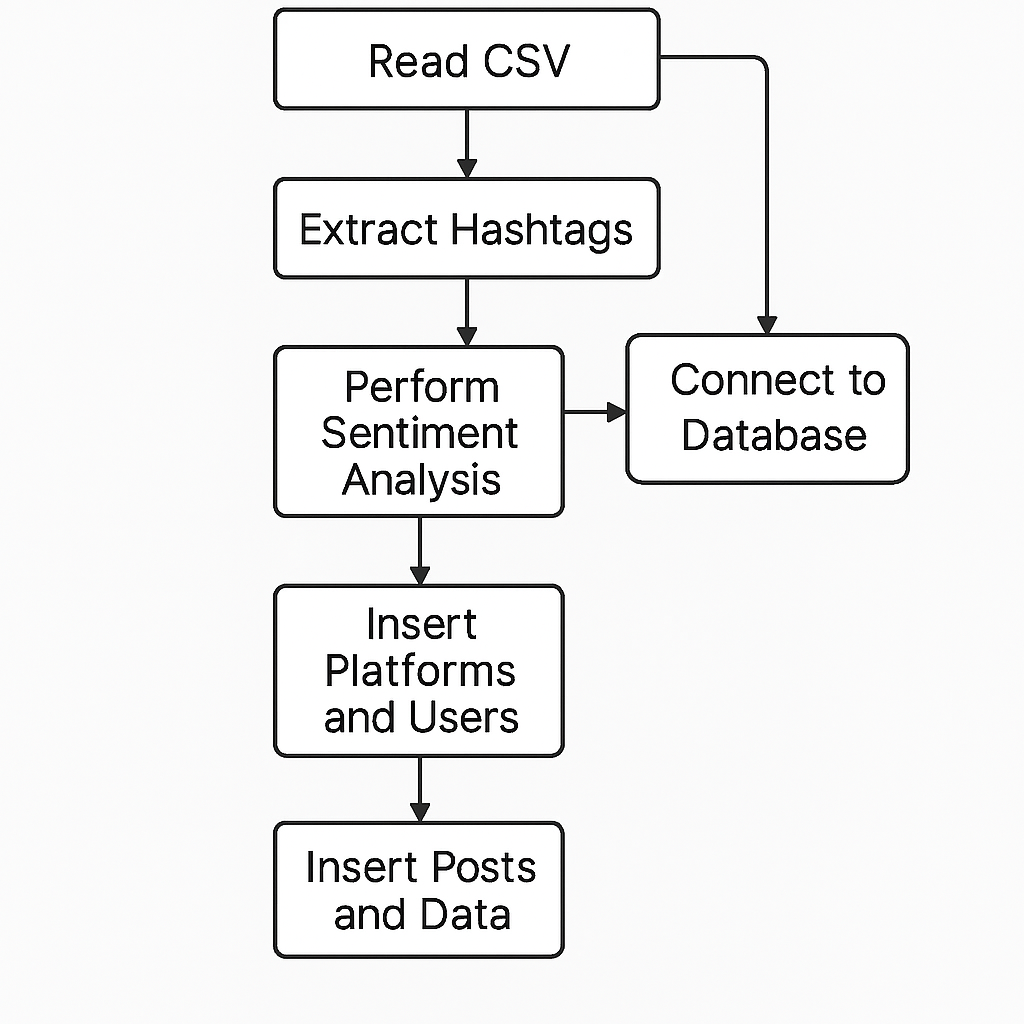 Read CSV
Extract Hashtags
Perform
Sentiment
Analysis
Connect to
Database
Insert
Platforms
and Users
Insert Posts
and Data